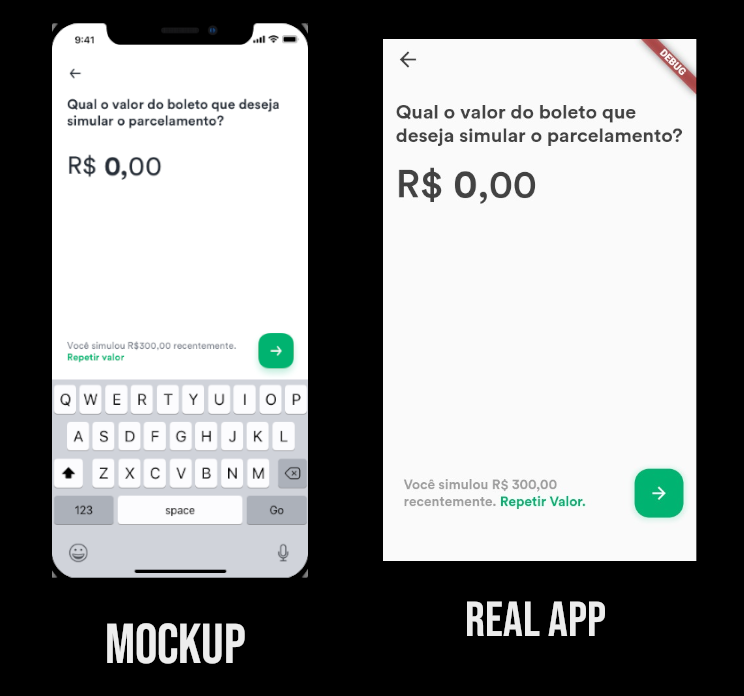 9:41
Qual o valor do boleto que deseja
simular o parcelamento?
R$ 0,00
Você simulou R$300,00 recentemente.
Repetir valor
Q W E R T Y U I O P
A S D F G H J K L
Z X C V B N M
123 space Go
MOCKUP
DEBUG
Qual o valor do boleto que
deseja simular o parcelamento?
R$ 0,00
Você simulou R$ 300,00
recentemente. Repetir Valor.
REAL APP